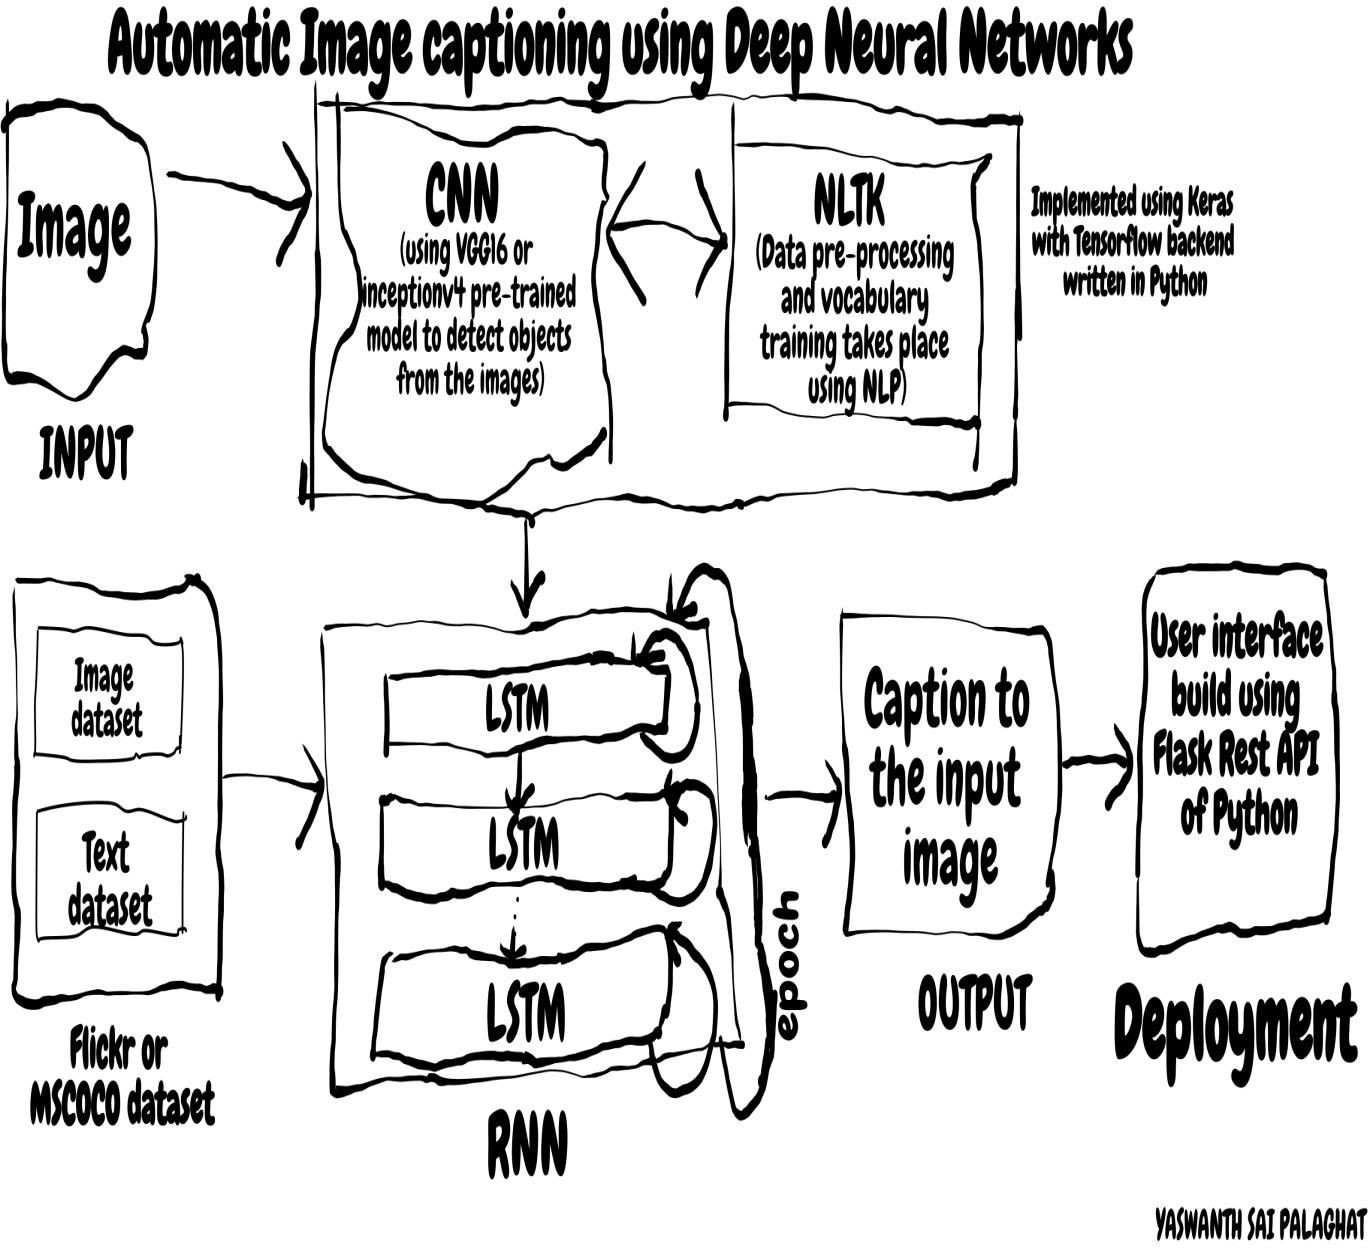 Automatic Image captioning using Deep Neural Networks
Image
INPUT
CNN
(using VGG16 or
inceptionv4 pre-trained
model to detect objects
from the images)
NLTK
(Data pre-processing
and vocabulary
training takes place
using NLP)
Implemented using Keras
with Tensorflow backend
written in Python
Image
dataset
Text
dataset
Flickr or
MSCOCO dataset
LSTM
LSTM
LSTM
RNN
epoch
Caption to
the input
image
OUTPUT
User interface
build using
Flask Rest API
of Python
Deployment
YASWANTH SAI PALAGHAT